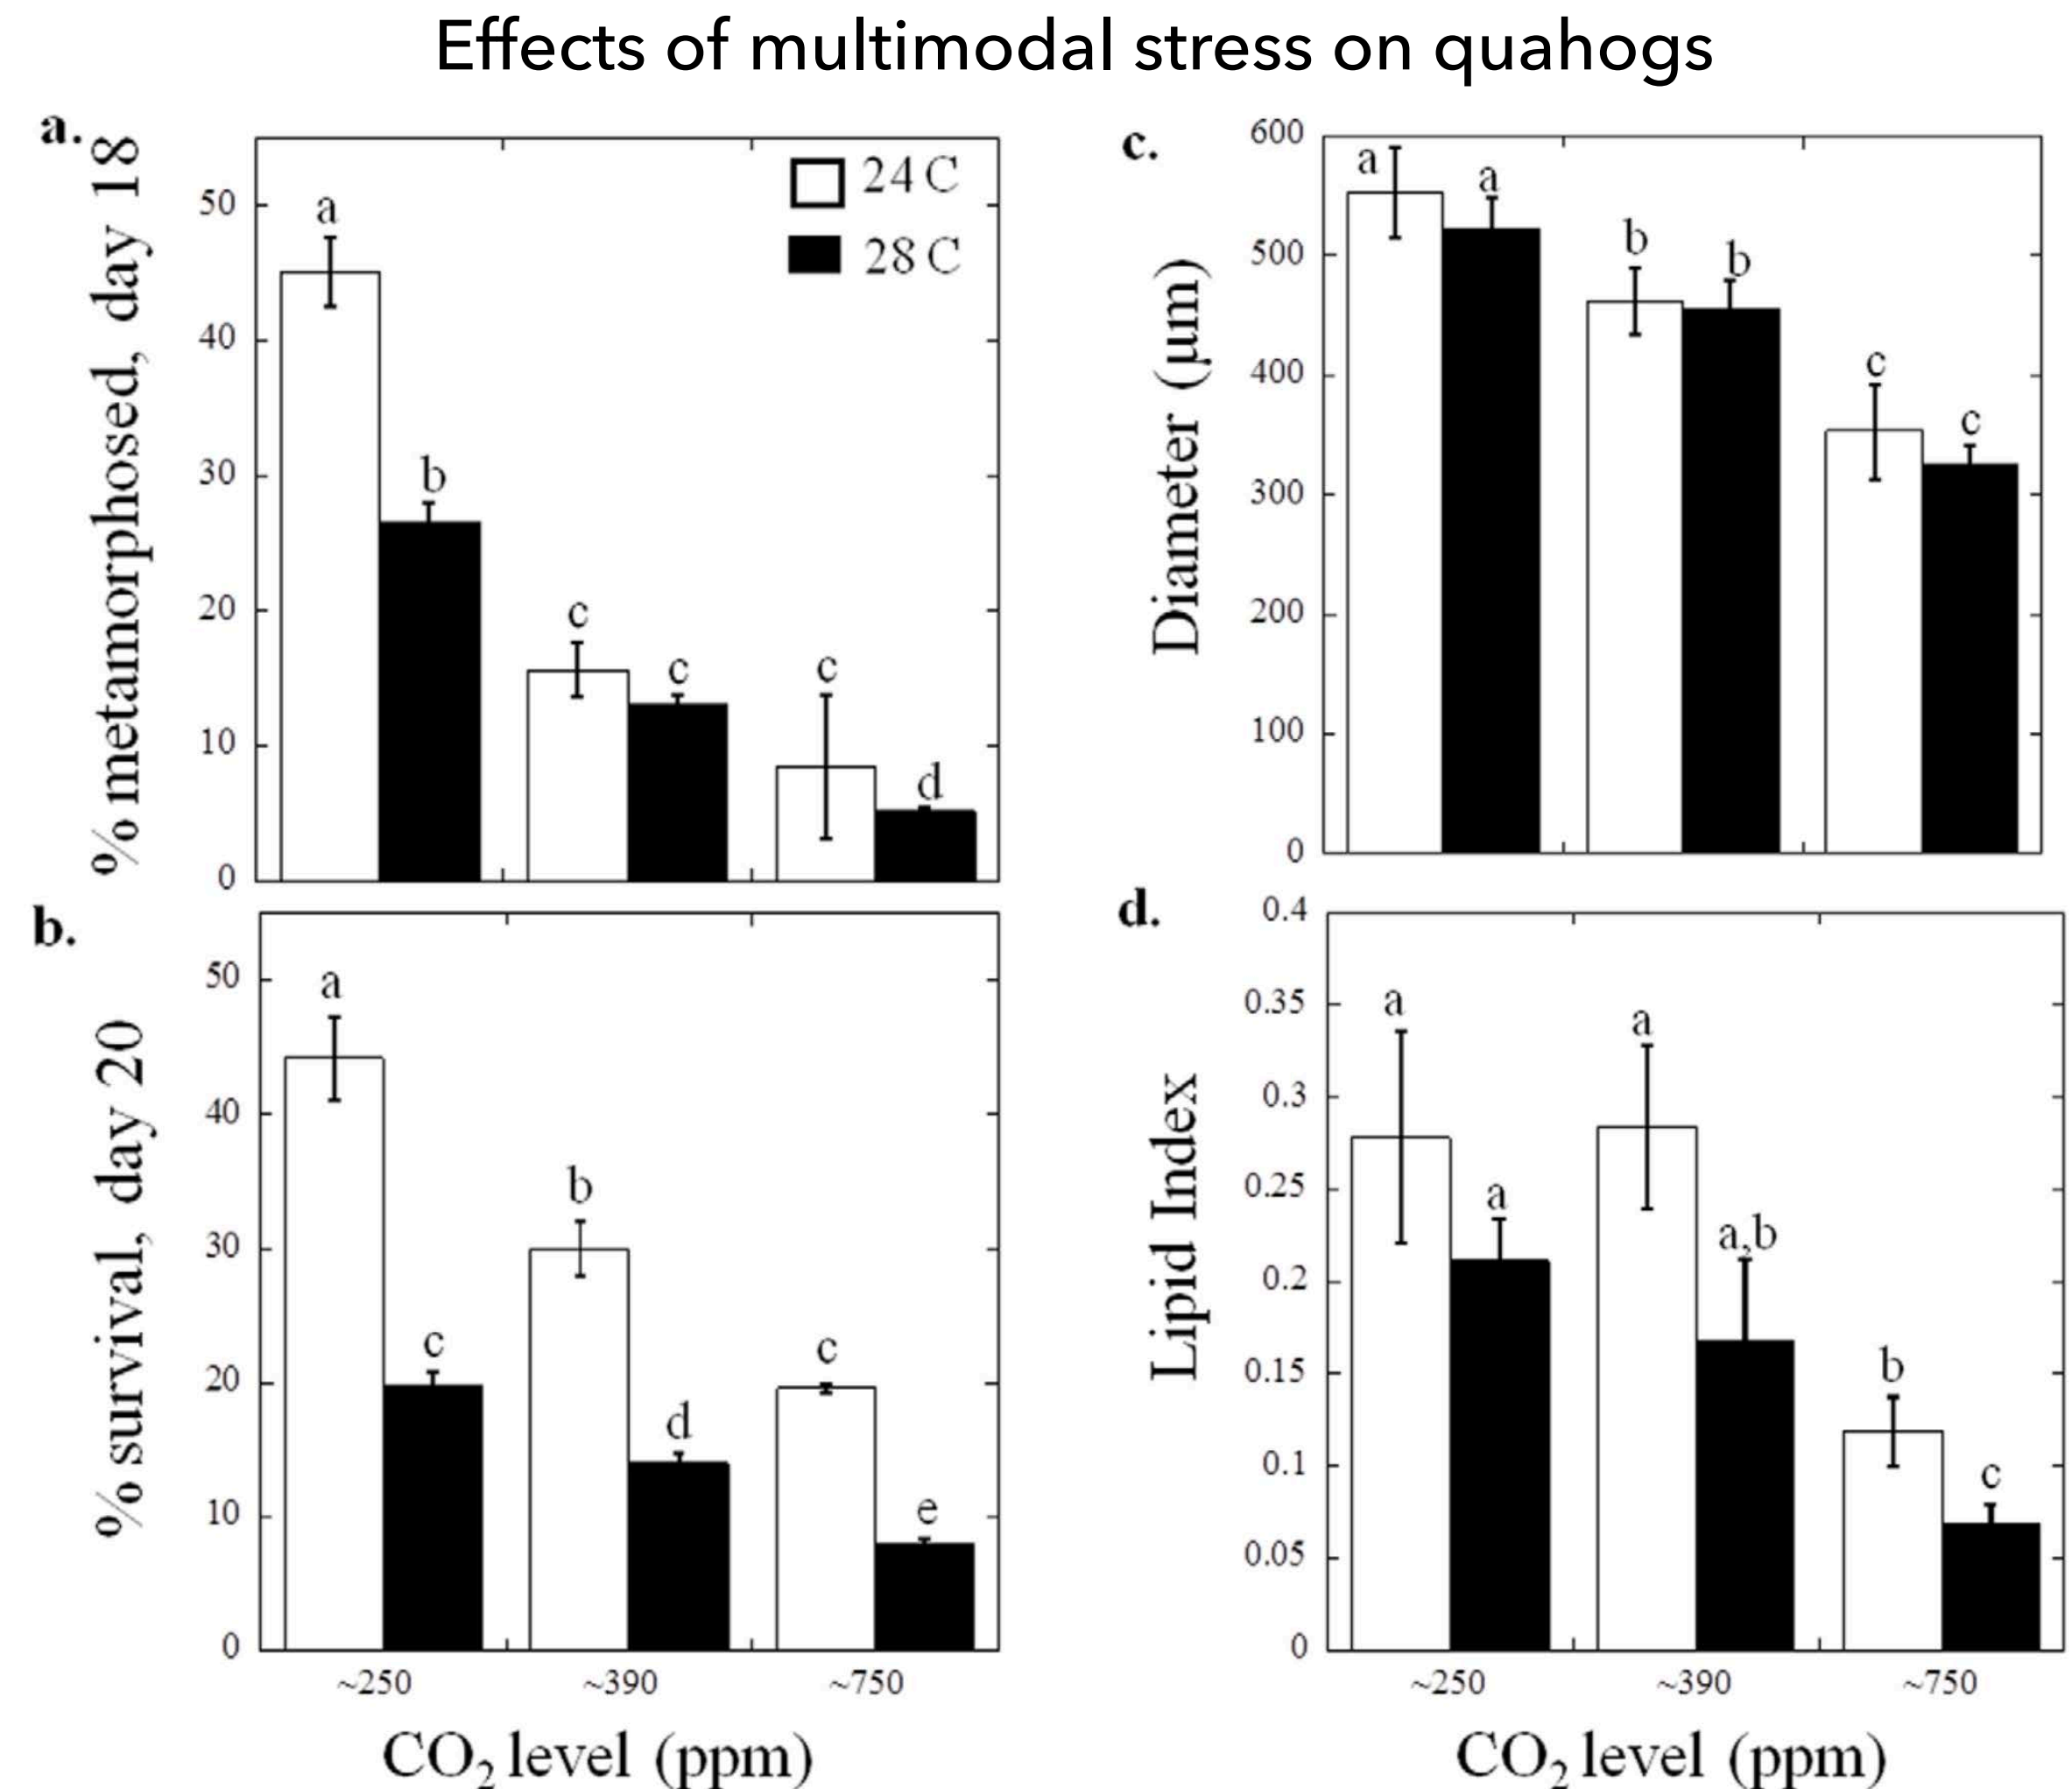 Effects of multimodal stress on quahogs
a.
% metamorphosed, day 18
50
40
30
20
10
0
a
b
c
c
c
d
24 C
28 C
b.
% survival, day 20
50
40
30
20
10
0
a
c
b
d
c
e
~250
~390
~750
CO2 level (ppm)
c.
Diameter (μm)
600
500
400
300
200
100
0
a
a
b
b
c
c
d.
Lipid Index
0.4
0.35
0.3
0.25
0.2
0.15
0.1
0.05
0
a
a
a
a,b
b
c
~250
~390
~750
CO2 level (ppm)